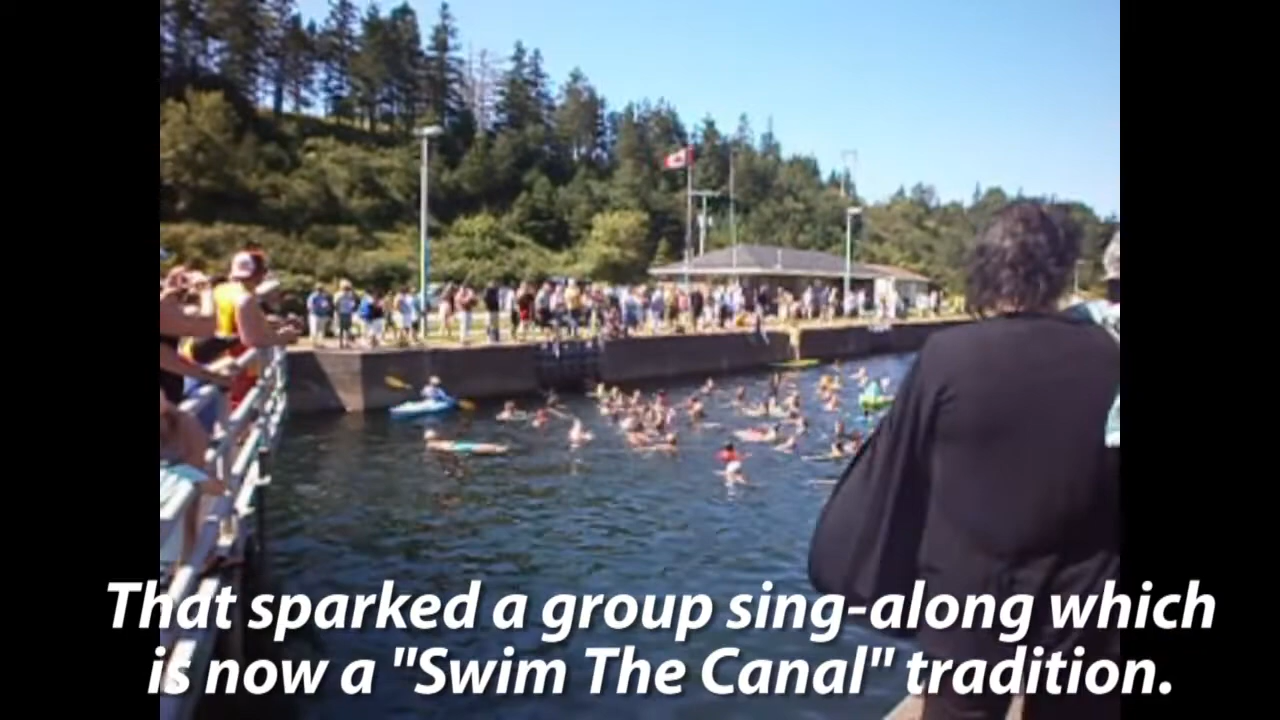 That sparked a group sing-along which
is now a "Swim The Canal" tradition.